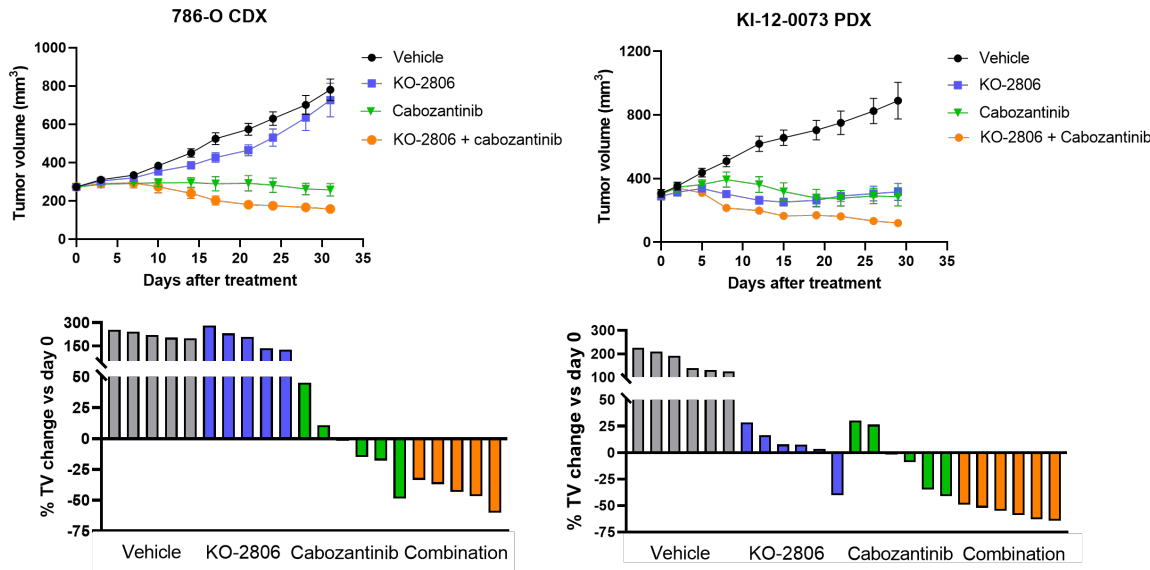 786-O CDX
Tumor volume (mm³)
1000
800
600
400
200
0
0 5 10 15 20 25 30 35
Days after treatment
Vehicle
KO-2806
Cabozantinib
KO-2806 + cabozantinib
KI-12-0073 PDX
Tumor volume (mm³)
1200
800
400
0
0 5 10 15 20 25 30 35
Days after treatment
Vehicle
KO-2806
Cabozantinib
KO-2806 + Cabozantinib
% TV change vs day 0
300
150
50
25
0
-25
-50
-75
Vehicle KO-2806 Cabozantinib Combination
% TV change vs day 0
300
200
100
50
25
0
-25
-50
-75
Vehicle KO-2806 Cabozantinib Combination